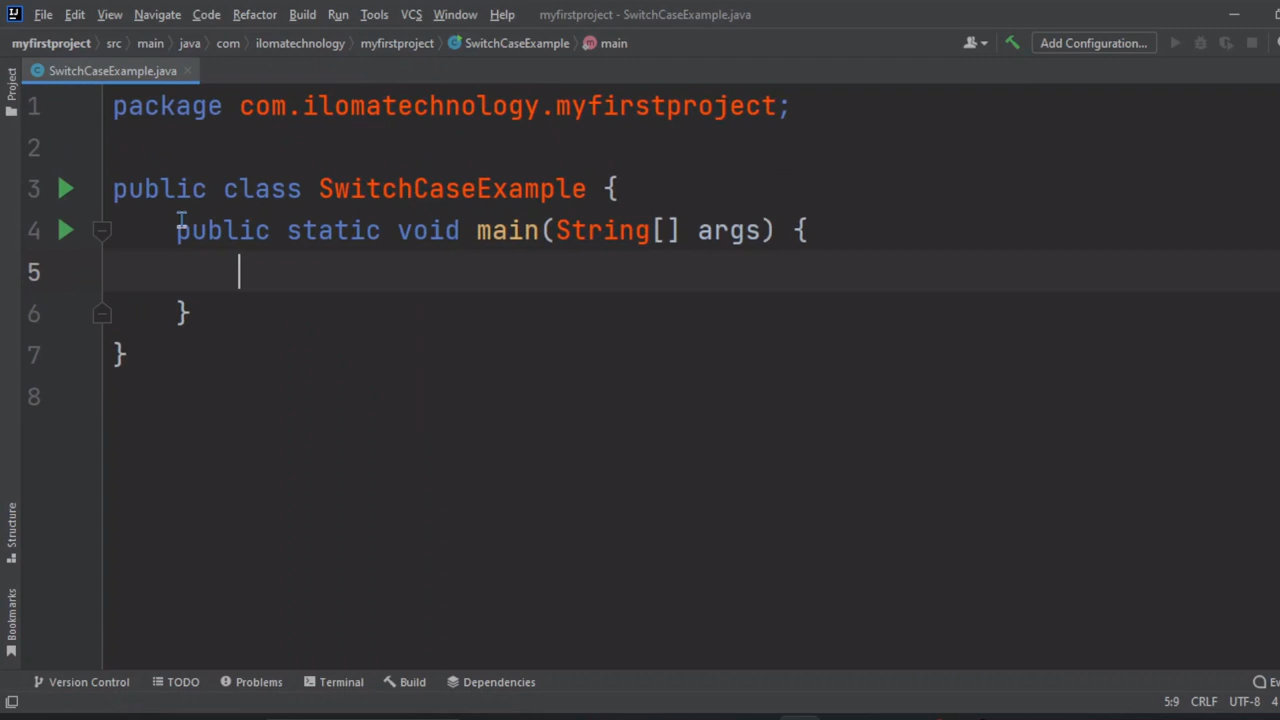 File Edit View Navigate Code Refactor Build Run Tools VCS Window Help myfirstproject - SwitchCaseExample.java
myfirstproject src main java com ilomatechnology myfirstproject SwitchCaseExample main Add Configuration...
SwitchCaseExample.java
Project
1 package com.ilomatechnology.myfirstproject;
2
3 public class SwitchCaseExample {
4 public static void main(String[] args) {
5
6 }
7 }
8
Structure
Bookmarks
Version Control TODO Problems Terminal Build Dependencies
5:9 CRLF UTF-8 4